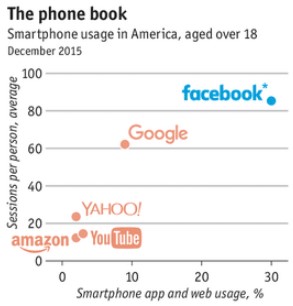 The phone book
Smartphone usage in America, aged over 18
December 2015
Sessions per person, average
100
80
60
40
20
0
facebook*
Google
YAHOO!
amazon
YouTube
0
10
20
30
Smartphone app and web usage, %